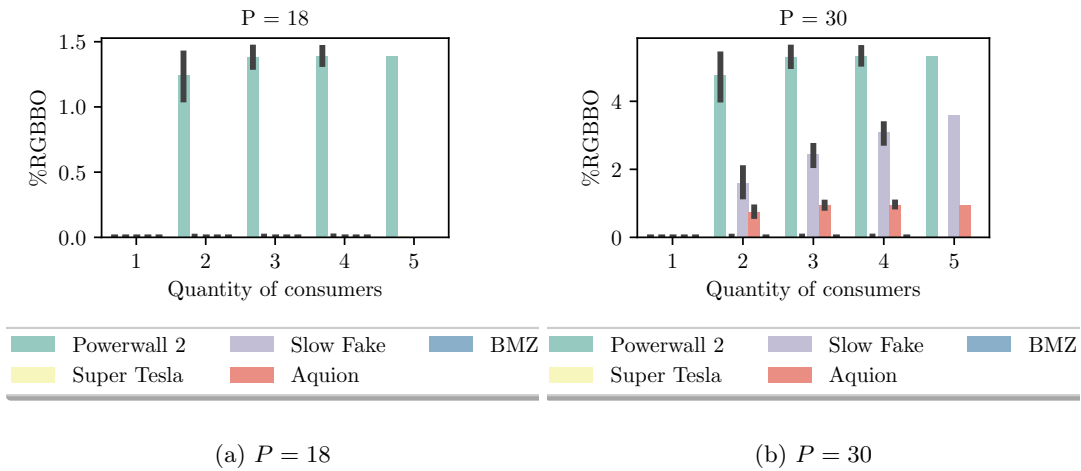 P = 18
%RGBBO
1.5
1.0
0.5
0.0
1 2 3 4 5
Quantity of consumers
Powerwall 2 Slow Fake BMZ
Super Tesla Aquion
(a) P = 18
P = 30
%RGBBO
4
2
0
1 2 3 4 5
Quantity of consumers
Powerwall 2 Slow Fake BMZ
Super Tesla Aquion
(b) P = 30